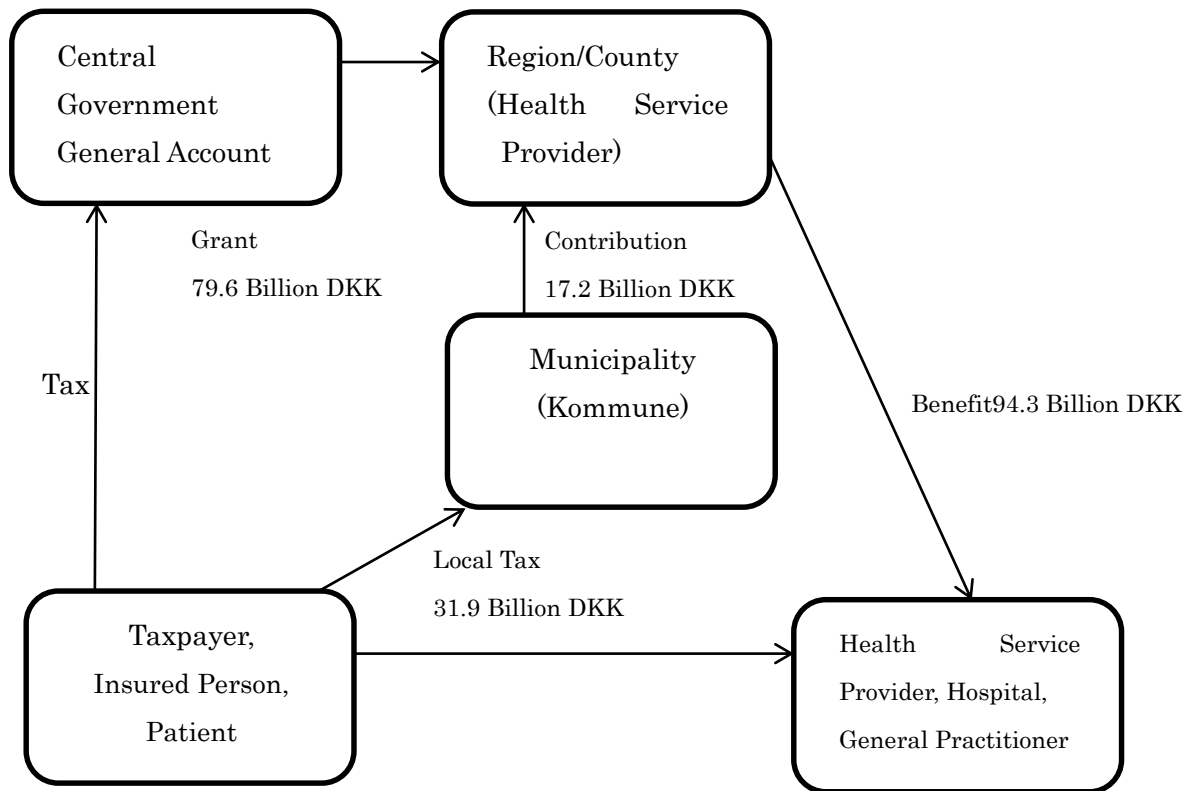 Central
Government
General Account
Region/County
(Health Service
Provider)
Grant
79.6 Billion DKK
Contribution
17.2 Billion DKK
Tax
Municipality
(Kommune)
Benefit94.3 Billion DKK
Local Tax
31.9 Billion DKK
Taxpayer,
Insured Person,
Patient
Health Service
Provider, Hospital,
General Practitioner